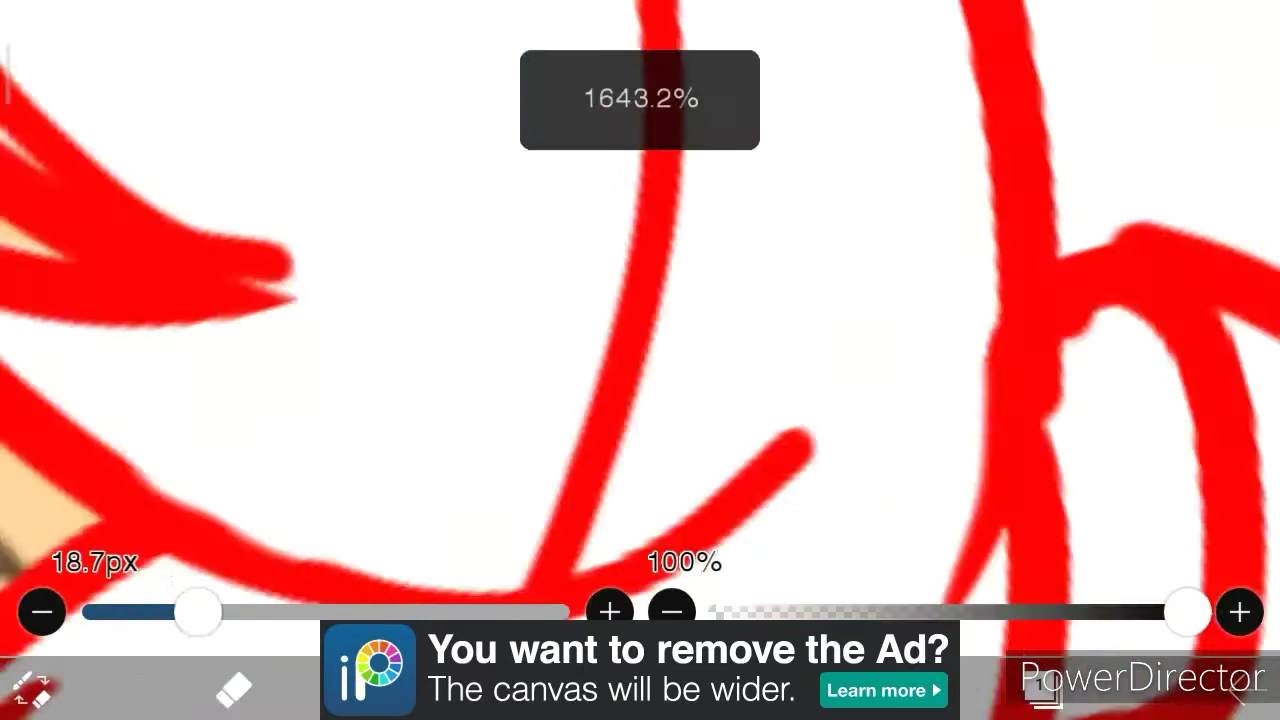 1643.2%
18.7px
100%
iP
You want to remove the Ad?
The canvas will be wider.
Learn more
PowerDirector